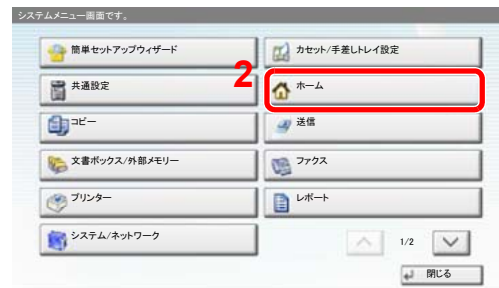 システムメニュー画面です。
簡単セットアップウィザード
カセット/手差しトレイ設定
共通設定
2
ホーム
コピー
送信
文書ボックス/外部メモリー
ファクス
プリンター
レポート
システム/ネットワーク
1/2
閉じる